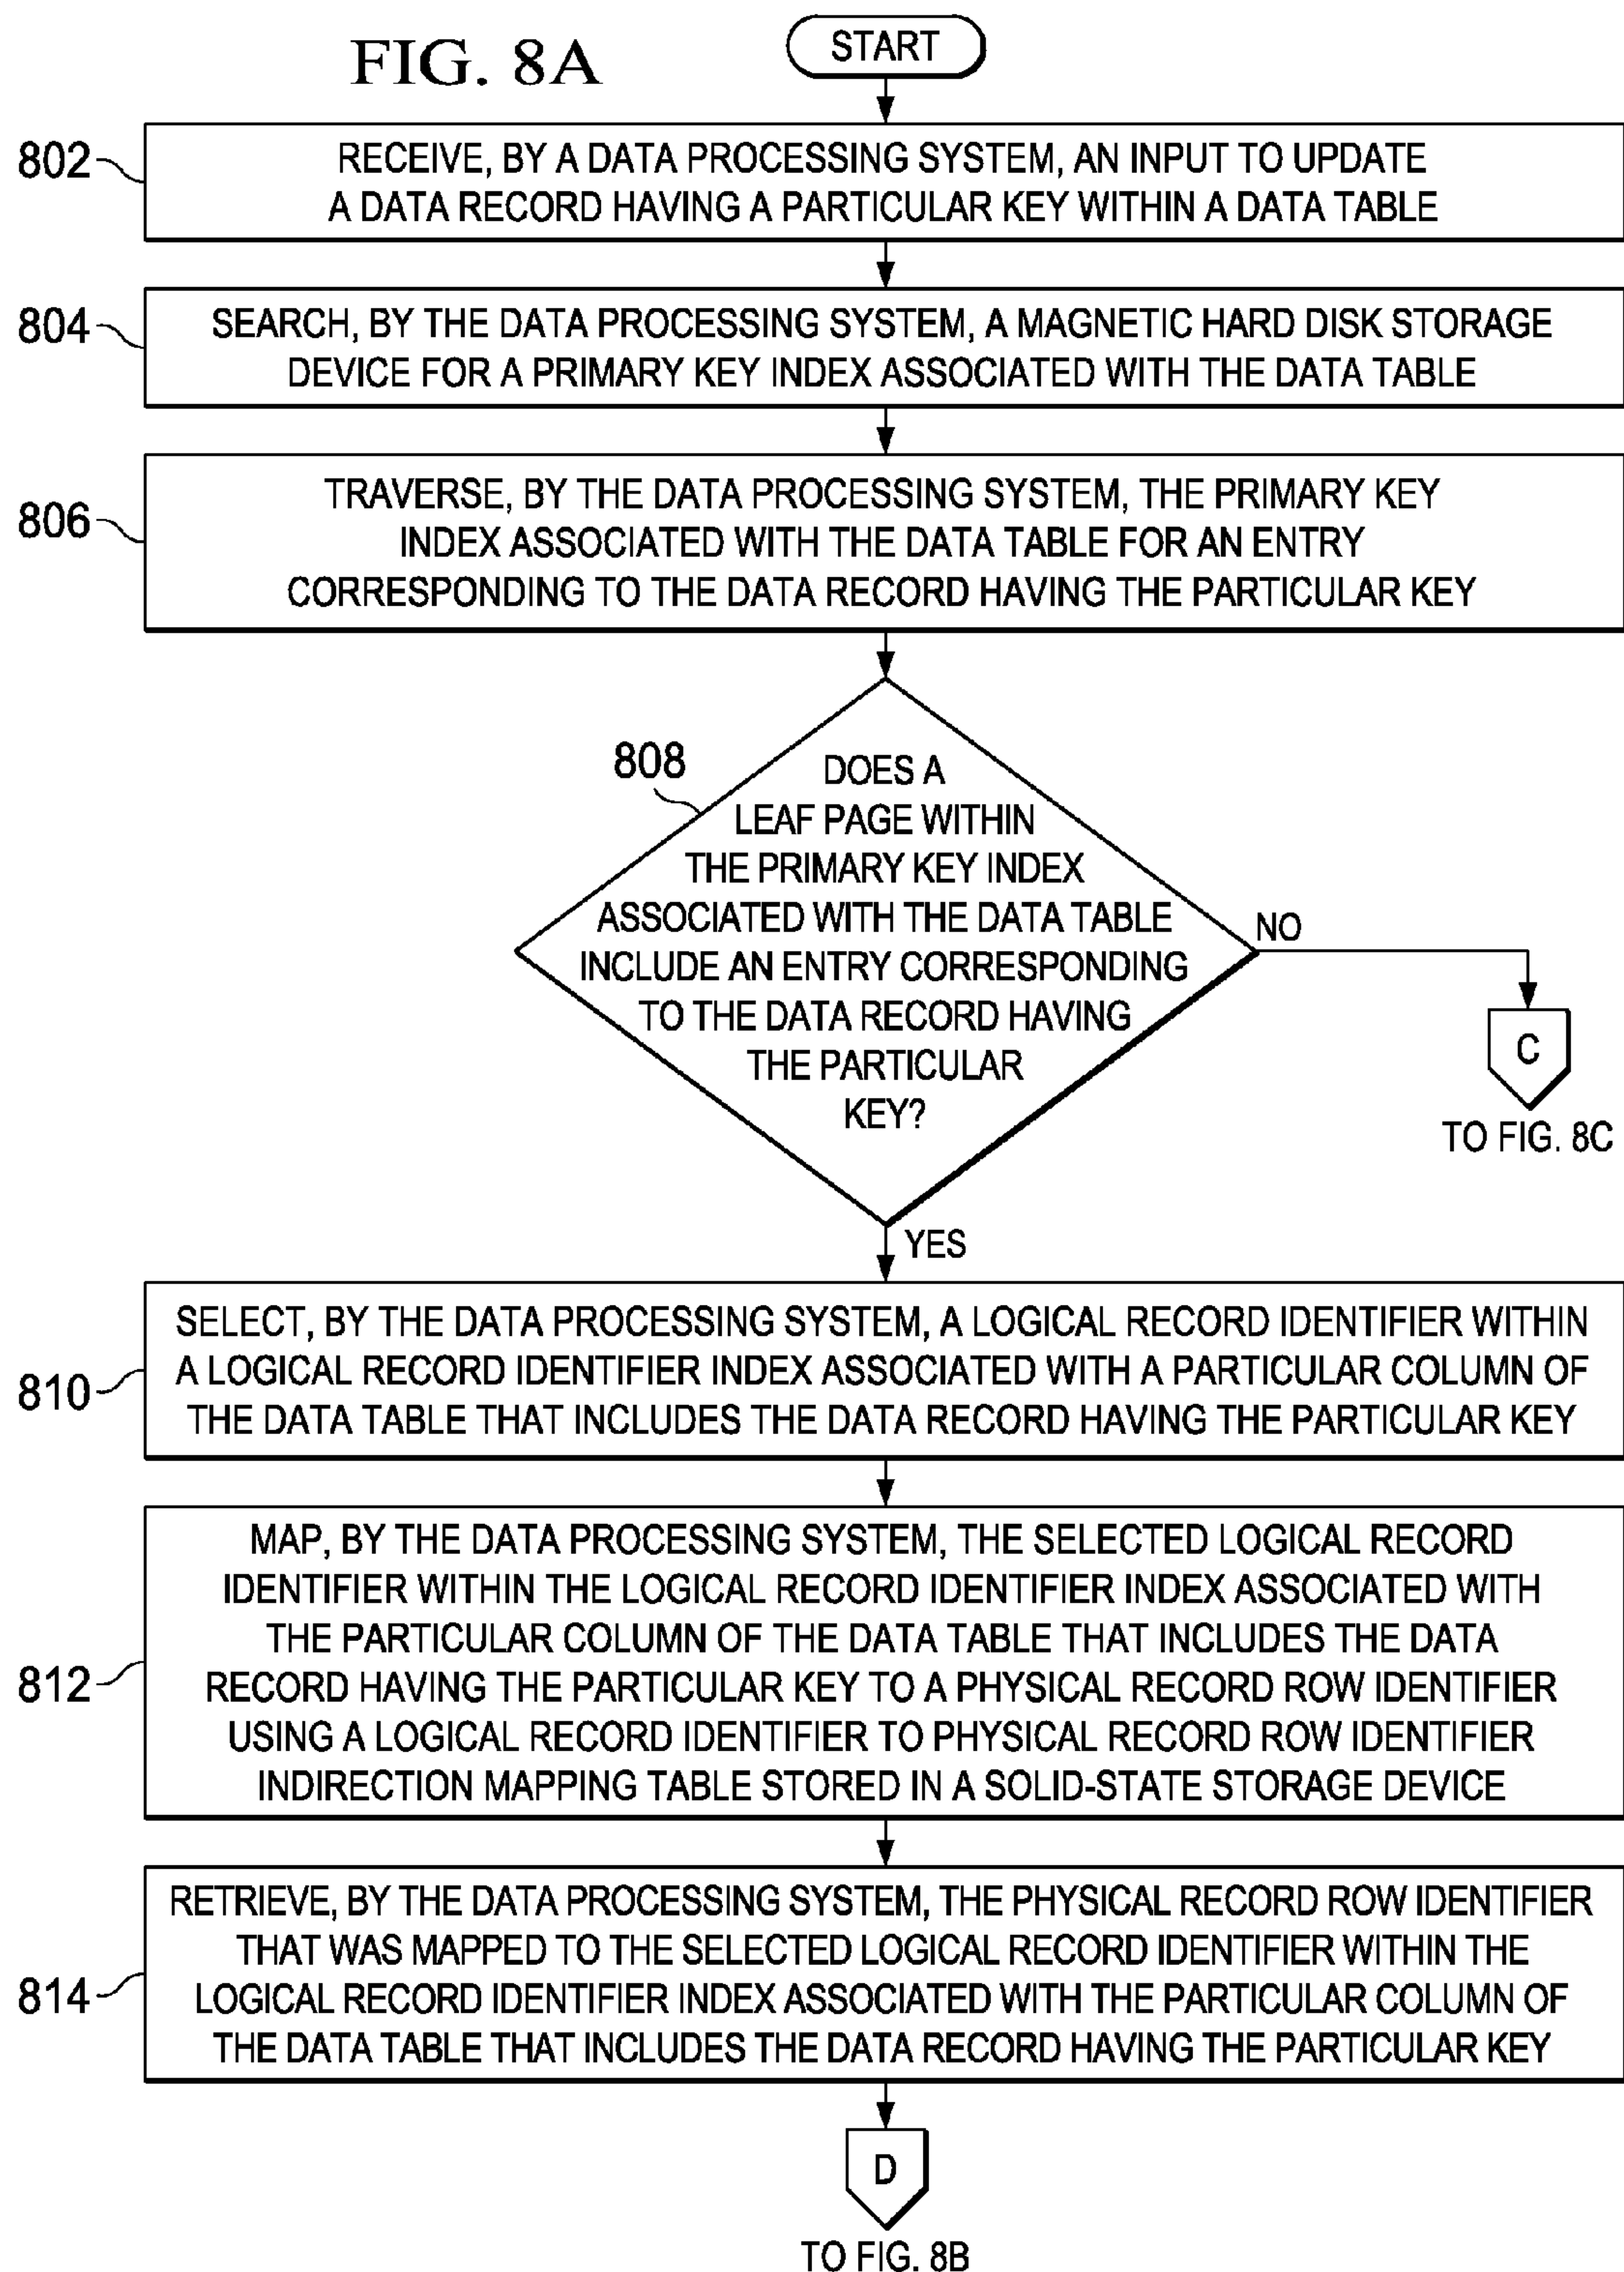 FIG. 8A
START
802
RECEIVE, BY A DATA PROCESSING SYSTEM, AN INPUT TO UPDATE
A DATA RECORD HAVING A PARTICULAR KEY WITHIN A DATA TABLE
804
SEARCH, BY THE DATA PROCESSING SYSTEM, A MAGNETIC HARD DISK STORAGE
DEVICE FOR A PRIMARY KEY INDEX ASSOCIATED WITH THE DATA TABLE
806
TRAVERSE, BY THE DATA PROCESSING SYSTEM, THE PRIMARY KEY
INDEX ASSOCIATED WITH THE DATA TABLE FOR AN ENTRY
CORRESPONDING TO THE DATA RECORD HAVING THE PARTICULAR KEY
808
DOES A
LEAF PAGE WITHIN
THE PRIMARY KEY INDEX
ASSOCIATED WITH THE DATA TABLE
INCLUDE AN ENTRY CORRESPONDING
TO THE DATA RECORD HAVING
THE PARTICULAR
KEY?
NO
C
TO FIG. 8C
YES
810
SELECT, BY THE DATA PROCESSING SYSTEM, A LOGICAL RECORD IDENTIFIER WITHIN
A LOGICAL RECORD IDENTIFIER INDEX ASSOCIATED WITH A PARTICULAR COLUMN OF
THE DATA TABLE THAT INCLUDES THE DATA RECORD HAVING THE PARTICULAR KEY
812
MAP, BY THE DATA PROCESSING SYSTEM, THE SELECTED LOGICAL RECORD
IDENTIFIER WITHIN THE LOGICAL RECORD IDENTIFIER INDEX ASSOCIATED WITH
THE PARTICULAR COLUMN OF THE DATA TABLE THAT INCLUDES THE DATA
RECORD HAVING THE PARTICULAR KEY TO A PHYSICAL RECORD ROW IDENTIFIER
USING A LOGICAL RECORD IDENTIFIER TO PHYSICAL RECORD ROW IDENTIFIER
INDIRECTION MAPPING TABLE STORED IN A SOLID-STATE STORAGE DEVICE
814
RETRIEVE, BY THE DATA PROCESSING SYSTEM, THE PHYSICAL RECORD ROW IDENTIFIER
THAT WAS MAPPED TO THE SELECTED LOGICAL RECORD IDENTIFIER WITHIN THE
LOGICAL RECORD IDENTIFIER INDEX ASSOCIATED WITH THE PARTICULAR COLUMN OF
THE DATA TABLE THAT INCLUDES THE DATA RECORD HAVING THE PARTICULAR KEY
D
TO FIG. 8B